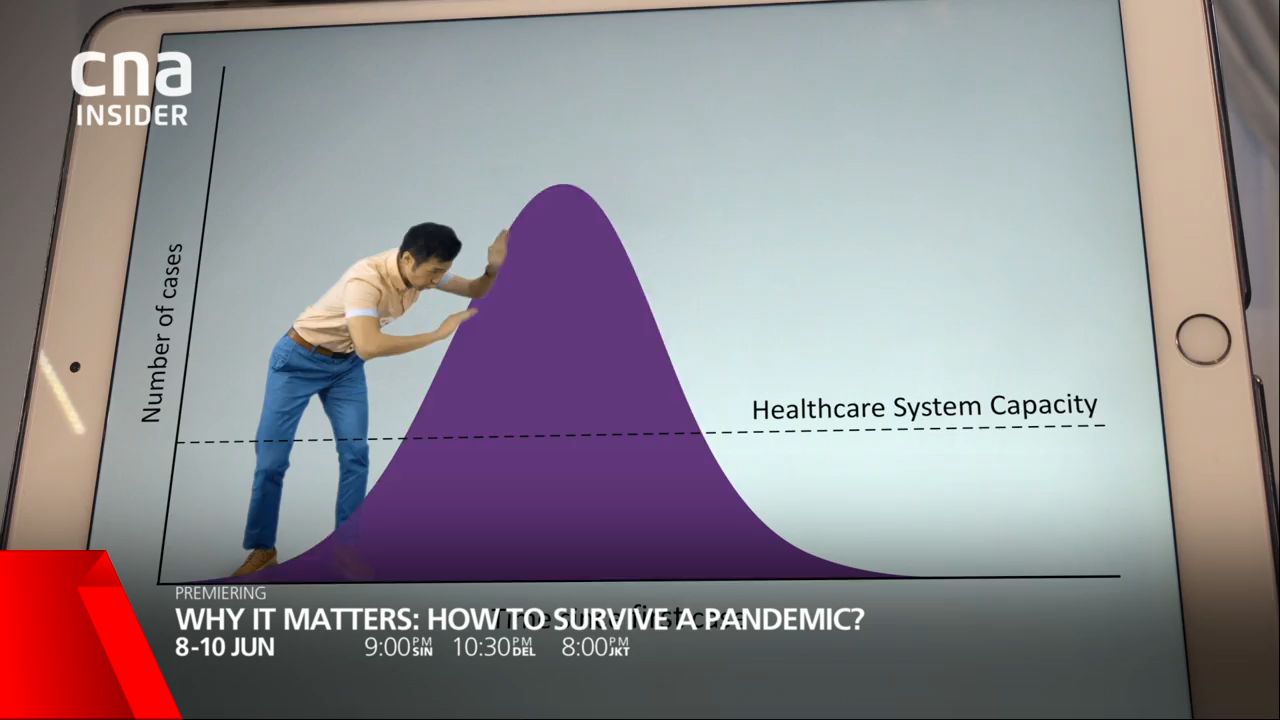 cna
INSIDER
Number of cases
Healthcare System Capacity
PREMIERING
WHY IT MATTERS: HOW TO SURVIVE A PANDEMIC?
8-10 JUN 9:00PM SIN 10:30PM DEL 8:00PM JKT